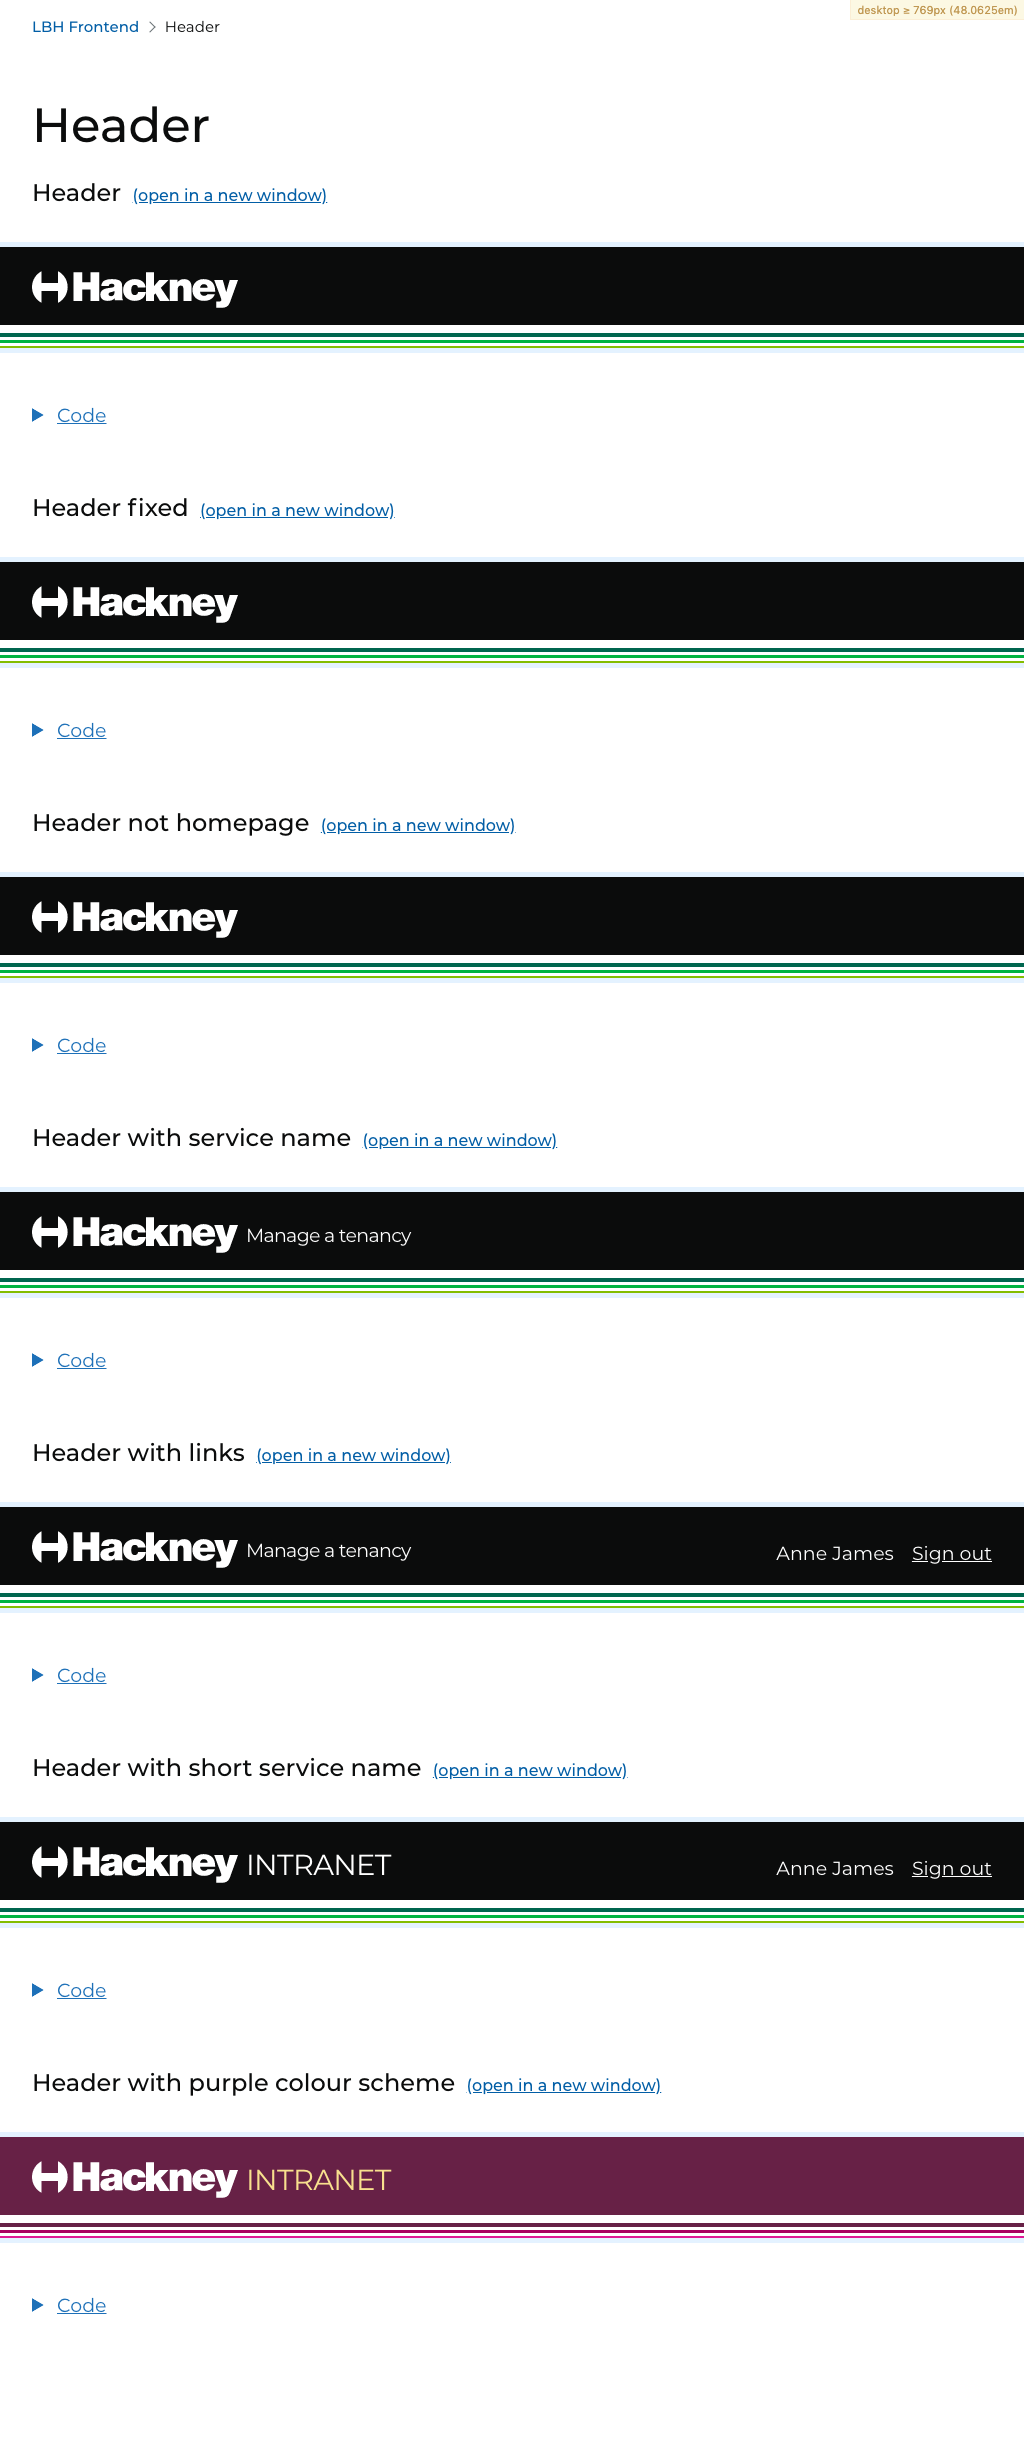 desktop ≥ 769px (48.0625em)
LBH Frontend Header
Header
Header (open in a new window)
Hackney
Code
Header fixed (open in a new window)
Hackney
Code
Header not homepage (open in a new window)
Hackney
Code
Header with service name (open in a new window)
Hackney Manage a tenancy
Code
Header with links (open in a new window)
Hackney Manage a tenancy Anne James Sign out
Code
Header with short service name (open in a new window)
Hackney INTRANET Anne James Sign out
Code
Header with purple colour scheme (open in a new window)
Hackney INTRANET
Code